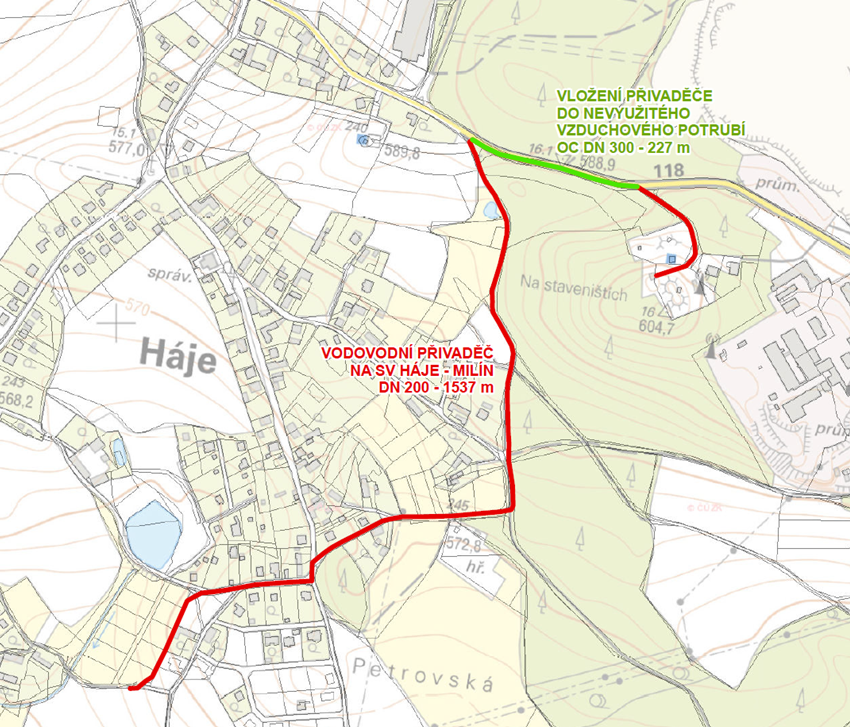 VLOŽENÍ PŘIVADĚČE
DO NEVYUŽITÉHO
VZDUCHOVÉHO POTRUBÍ
OC DN 300 - 227 m
15.1
577,0
© ČÚZK
240
589,8
16.1
588,9
118
prům.
správ.
570
Na staveništích
604,7
Háje
VODOVODNÍ PŘIVADĚČ
NA SV HÁJE - MILÍN
DN 200 - 1537 m
243
568,2
prům.
245
572,8
hř.
© ČÚZK
Petrovská